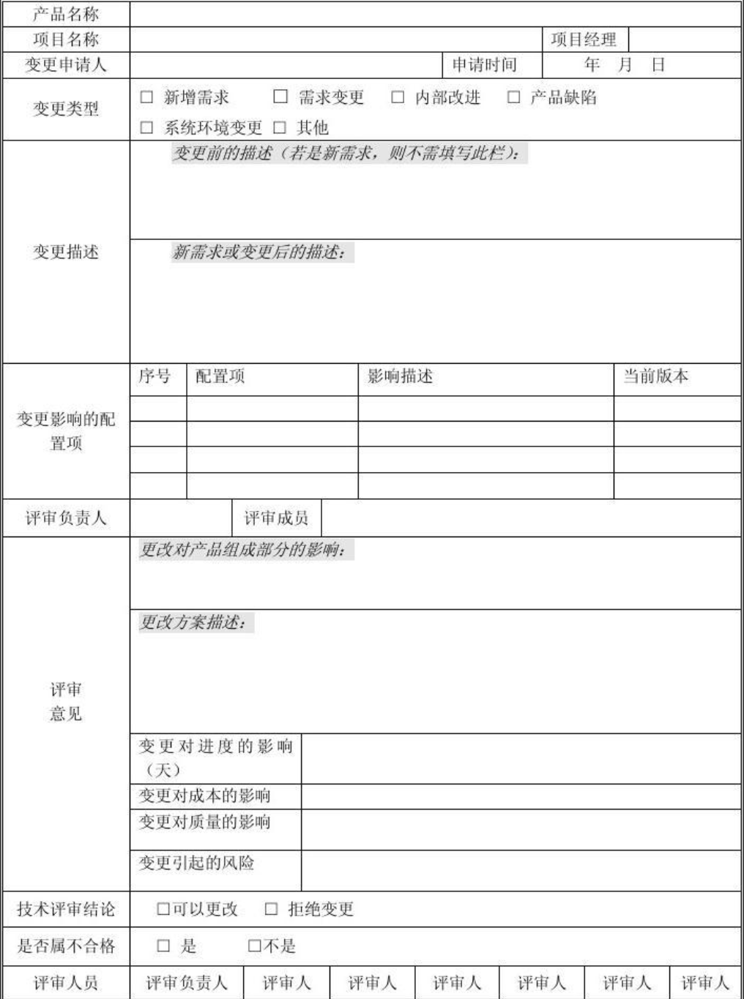 产品名称
项目名称 项目经理
变更申请人 申请时间 年 月 日
变更类型
□ 新增需求 □ 需求变更 □ 内部改进 □ 产品缺陷
□ 系统环境变更 □ 其他
变更描述
变更前的描述（若是新需求，则不需填写此栏）：
新需求或变更后的描述：
变更影响的配
置项
序号 配置项 影响描述 当前版本
评审负责人 评审成员
评审
意见
更改对产品组成部分的影响：
更改方案描述：
变更对进度的影响
（天）
变更对成本的影响
变更对质量的影响
变更引起的风险
技术评审结论 □可以更改 □ 拒绝变更
是否属不合格 □ 是 □不是
评审人员 评审负责人 评审人 评审人 评审人 评审人 评审人 评审人